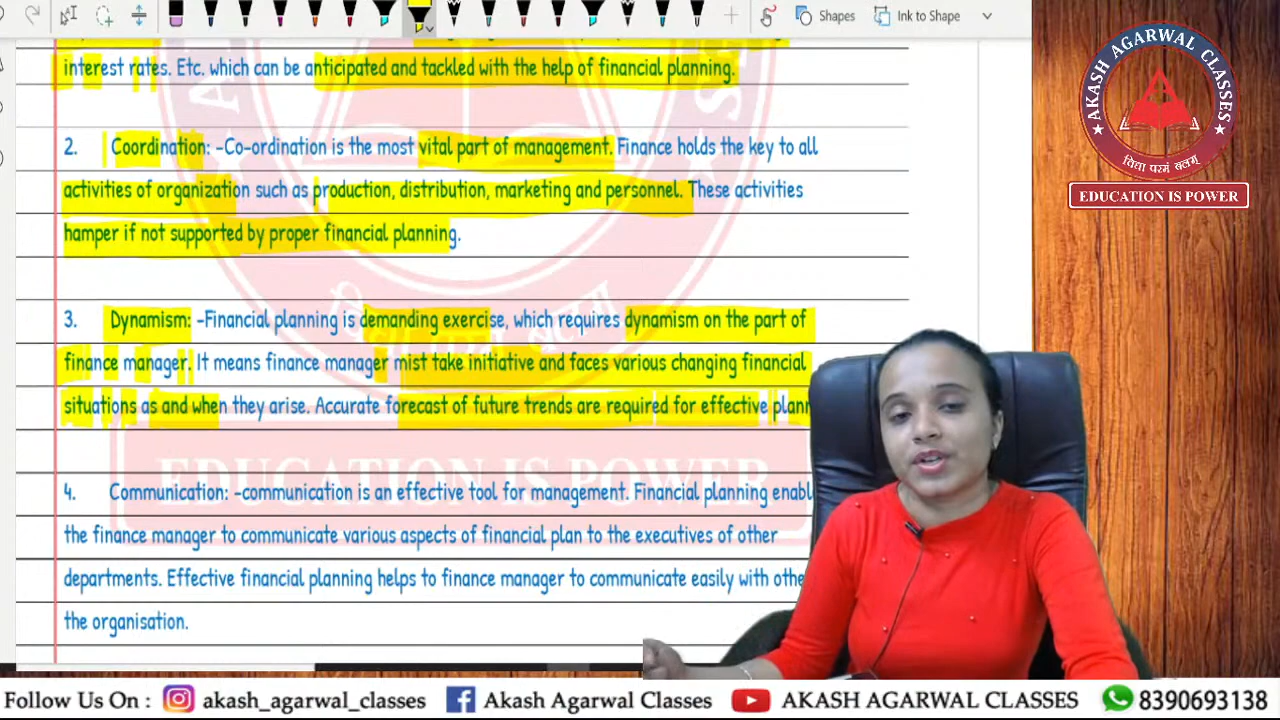 Shapes
Ink to Shape
interest rates. Etc. which can be anticipated and tackled with the help of financial planning.
2. Coordination: -Co-ordination is the most vital part of management. Finance holds the key to all
activities of organization such as production, distribution, marketing and personnel. These activities
hamper if not supported by proper financial planning.
3. Dynamism: -Financial planning is demanding exercise, which requires dynamism on the part of
finance manager. It means finance manager mist take initiative and faces various changing financial
situations as and when they arise. Accurate forecast of future trends are required for effective plann
EDUCATION IS POWER
4. Communication: -communication is an effective tool for management. Financial planning enabl
the finance manager to communicate various aspects of financial plan to the executives of other
departments. Effective financial planning helps to finance manager to communicate easily with othe
the organisation.
AKASH AGARWAL CLASSES
विद्या परमं बलम्
EDUCATION IS POWER
Follow Us On : akash_agarwal_classes Akash Agarwal Classes AKASH AGARWAL CLASSES 8390693138